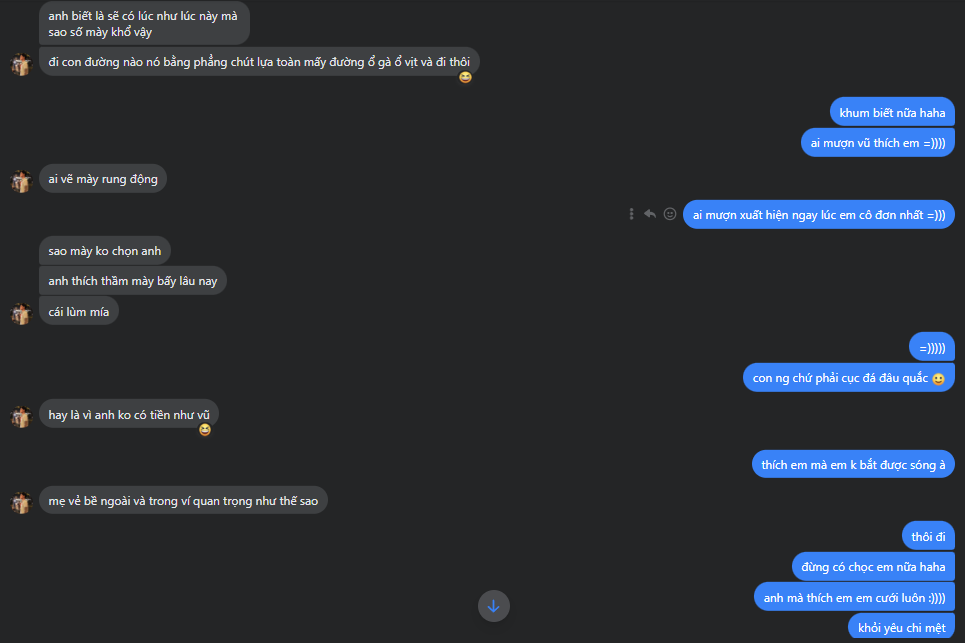 anh biết là sẽ có lúc như lúc này mà
sao số mày khổ vậy
đi con đường nào nó bằng phẳng chút lựa toàn mấy đường ổ gà ổ vịt và đi thôi
khum biết nữa haha
ai mượn vũ thích em =))))
ai vẽ mày rung động
ai mượn xuất hiện ngay lúc em cô đơn nhất =)))
sao mày ko chọn anh
anh thích thầm mày bấy lâu nay
cái lùm mía
=)))))
con ng chứ phải cục đá đâu quắc 🙂
hay là vì anh ko có tiền như vũ
thích em mà em k bắt được sóng à
mẹ vẻ bề ngoài và trong ví quan trọng như thế sao
thôi đi
đừng có chọc em nữa haha
anh mà thích em em cưới luôn :))))
khỏi yêu chi mệt